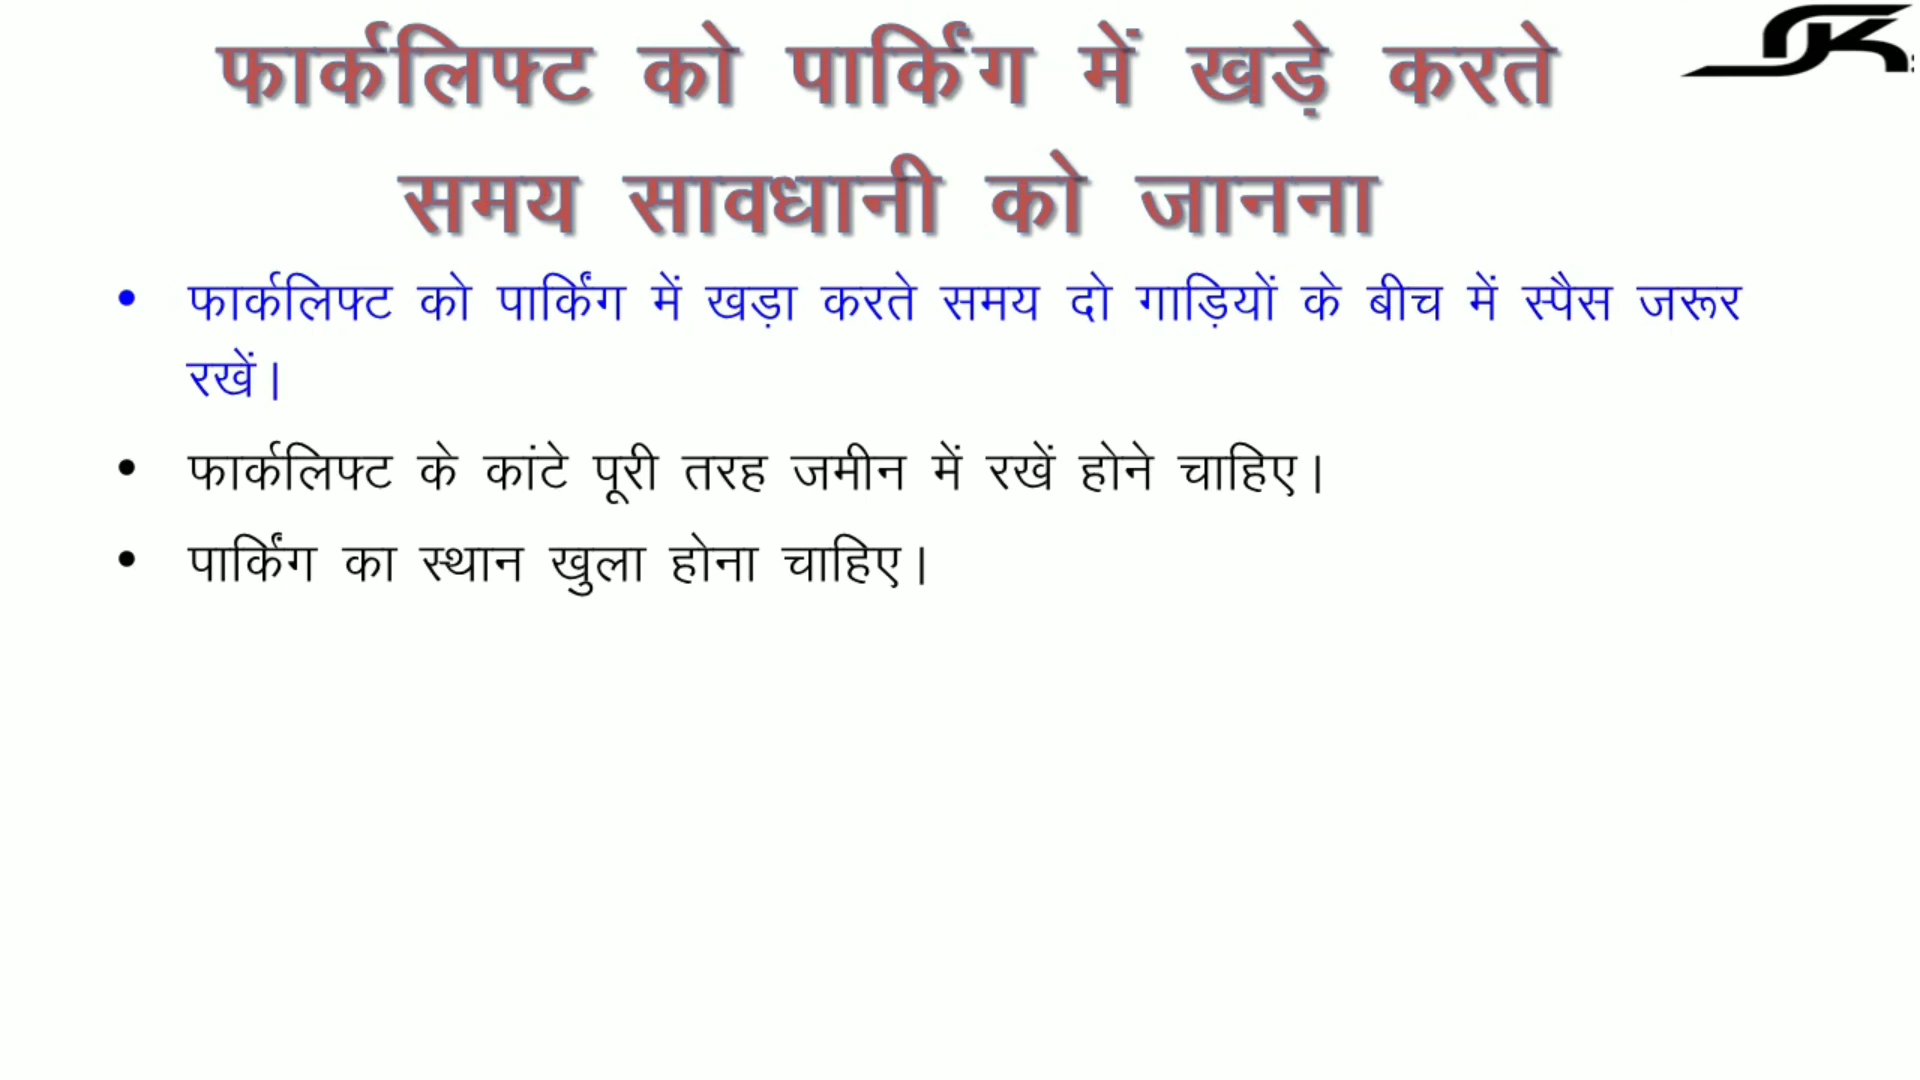 फार्कलिफ्ट को पार्किंग में खड़े करते
समय सावधानी को जानना
• फार्कलिफ्ट को पार्किंग में खड़ा करते समय दो गाड़ियों के बीच में स्पैस जरूर
रखें।
• फार्कलिफ्ट के कांटे पूरी तरह जमीन में रखें होने चाहिए।
• पार्किंग का स्थान खुला होना चाहिए।